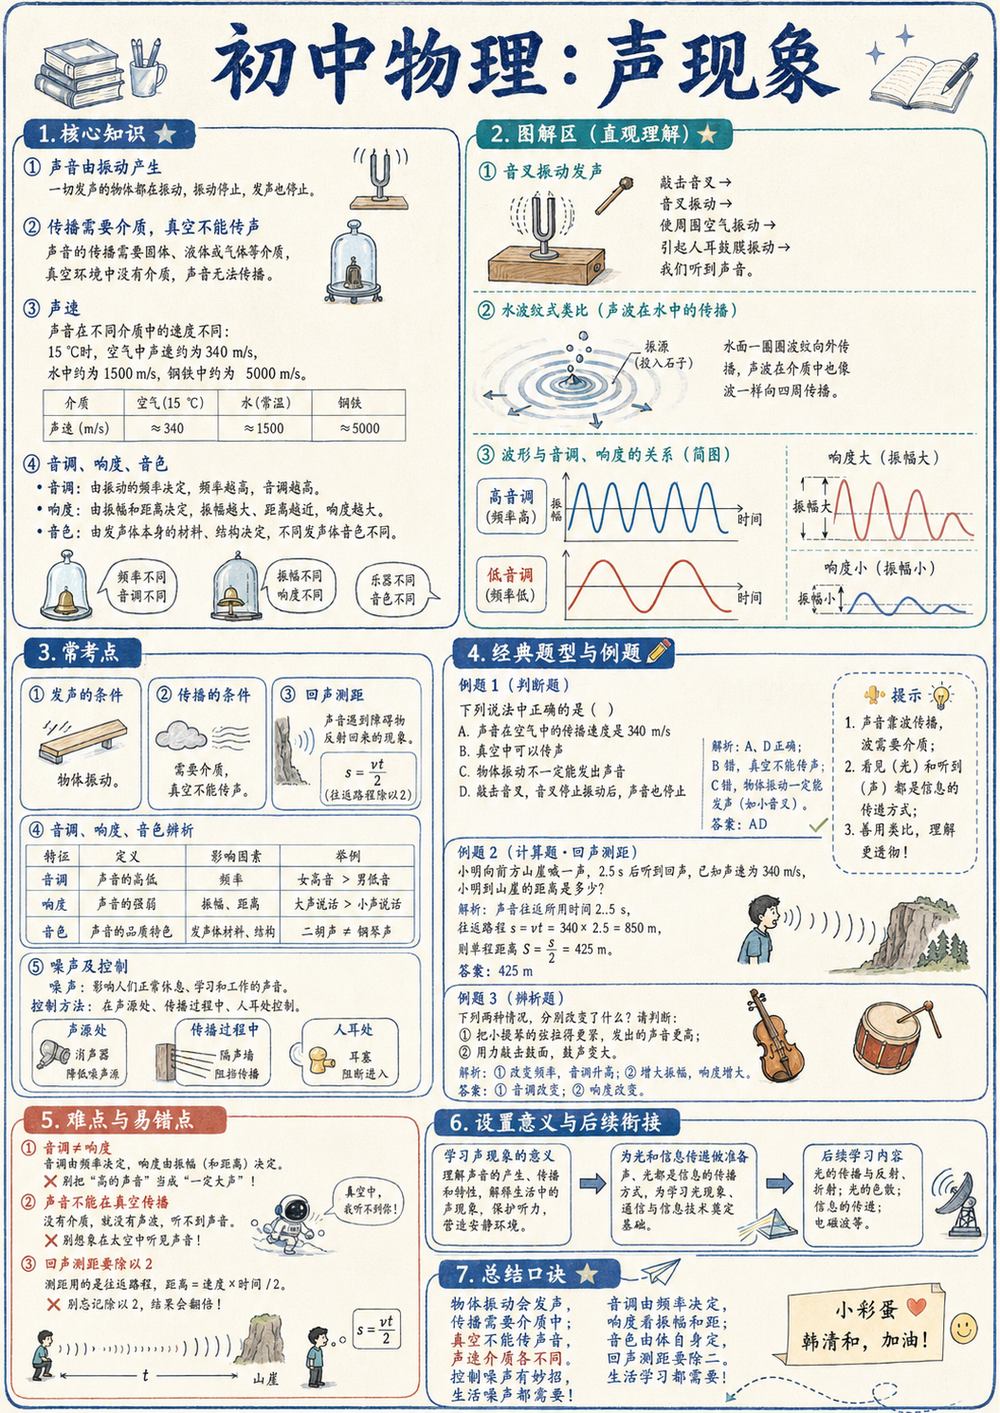 初中物理：声现象
1. 核心知识
① 声音由振动产生
一切发声的物体都在振动，振动停止，发声也停止。
② 传播需要介质，真空不能传声
声音的传播需要固体、液体或气体等介质，
真空环境中没有介质，声音无法传播。
③ 声速
声音在不同介质中的速度不同：
15 ℃时，空气中声速约为 340 m/s，
水中约为 1500 m/s，钢铁中约为 5000 m/s。
介质 空气(15 ℃) 水(常温) 钢铁
声速 (m/s) ≈340 ≈1500 ≈5000
④ 音调、响度、音色
• 音调：由振动的频率决定，频率越高，音调越高。
• 响度：由振幅和距离决定，振幅越大、距离越近，响度越大。
• 音色：由发声体本身的材料、结构决定，不同发声体音色不同。
频率不同
音调不同
振幅不同
响度不同
乐器不同
音色不同
2. 图解区（直观理解）
① 音叉振动发声
敲击音叉→
音叉振动→
使周围空气振动→
引起人耳鼓膜振动→
我们听到声音。
② 水波纹式类比（声波在水中的传播）
振源
(投入石子)
水面一圈圈波纹向外传
播，声波在介质中也像
波一样向四周传播。
③ 波形与音调、响度的关系（简图）
高音调
(频率高)
振幅
时间
低音调
(频率低)
时间
响度大（振幅大）
振幅大
响度小（振幅小）
振幅小
3. 常考点
① 发声的条件
物体振动。
② 传播的条件
需要介质，
真空不能传声。
③ 回声测距
声音遇到障碍物
反射回来的现象。
s = vt/2
(往返路程除以2)
④ 音调、响度、音色辨析
特征 定义 影响因素 举例
音调 声音的高低 频率 女高音 > 男低音
响度 声音的强弱 振幅、距离 大声说话 > 小声说话
音色 声音的品质特色 发声体材料、结构 二胡声 ≠ 钢琴声
⑤ 噪声及控制
噪声：影响人们正常休息、学习和工作的声音。
控制方法：在声源处、传播过程中、人耳处控制。
声源处
消声器
降低噪声源
传播过程中
隔声墙
阻挡传播
人耳处
耳塞
阻断进入
4. 经典题型与例题
例题 1（判断题）
下列说法中正确的是（ ）
A. 声音在空气中的传播速度是 340 m/s
B. 真空中可以传声
C. 物体振动不一定能发出声音
D. 敲击音叉，音叉停止振动后，声音也停止
解析：A、D正确；
B 错，真空不能传声；
C错，物体振动一定能
发声（如小音叉）。
答案：AD
提示
1. 声音靠波传播，
波需要介质；
2. 看见（光）和听到
（声）都是信息的
传递方式；
3. 善用类比，理解
更透彻！
例题 2（计算题·回声测距）
小明向前方山崖喊一声，2.5 s 后听到回声，已知声速为 340 m/s，
小明到山崖的距离是多少？
解析：声音往返所用时间 2.5 s，
往返路程 s = vt = 340 × 2.5 = 850 m，
则单程距离 S = s/2 = 425 m。
答案：425 m
例题 3（辨析题）
下列两种情况，分别改变了什么？请判断：
① 把小提琴的弦拉得更紧，发出的声音更高；
② 用力敲击鼓面，鼓声变大。
解析：① 改变频率，音调升高；② 增大振幅，响度增大。
答案：① 音调改变；② 响度改变。
5. 难点与易错点
① 音调≠响度
音调由频率决定，响度由振幅（和距离）决定。
✗ 别把“高的声音”当成“一定大声”！
② 声音不能在真空传播
没有介质，就没有声波，听不到声音。
✗ 别想象在太空中听见声音！
真空中，
我听不到你！
③ 回声测距要除以 2
测距用的是往返路程，距离=速度×时间/2。
✗ 别忘记除以 2，结果会翻倍！
t
山崖
s = vt/2
6. 设置意义与后续衔接
学习声现象的意义
理解声音的产生、传播
和特性，解释生活中的
声现象，保护听力，
营造安静环境。
为光和信息传递做准备
声、光都是信息的传播
方式，为学习光现象、
通信与信息技术奠定
基础。
后续学习内容
光的传播与反射、
折射；光的色散；
信息的传递；
电磁波等。
7. 总结口诀
物体振动会发声，
传播需要介质中；
真空不能传声音，
声速介质各不同。
控制噪声有妙招，
生活噪声都需要！
音调由频率决定，
响度看振幅和距；
音色由体自身定，
回声测距要除二。
生活学习都需要！
小彩蛋
韩清和，加油！